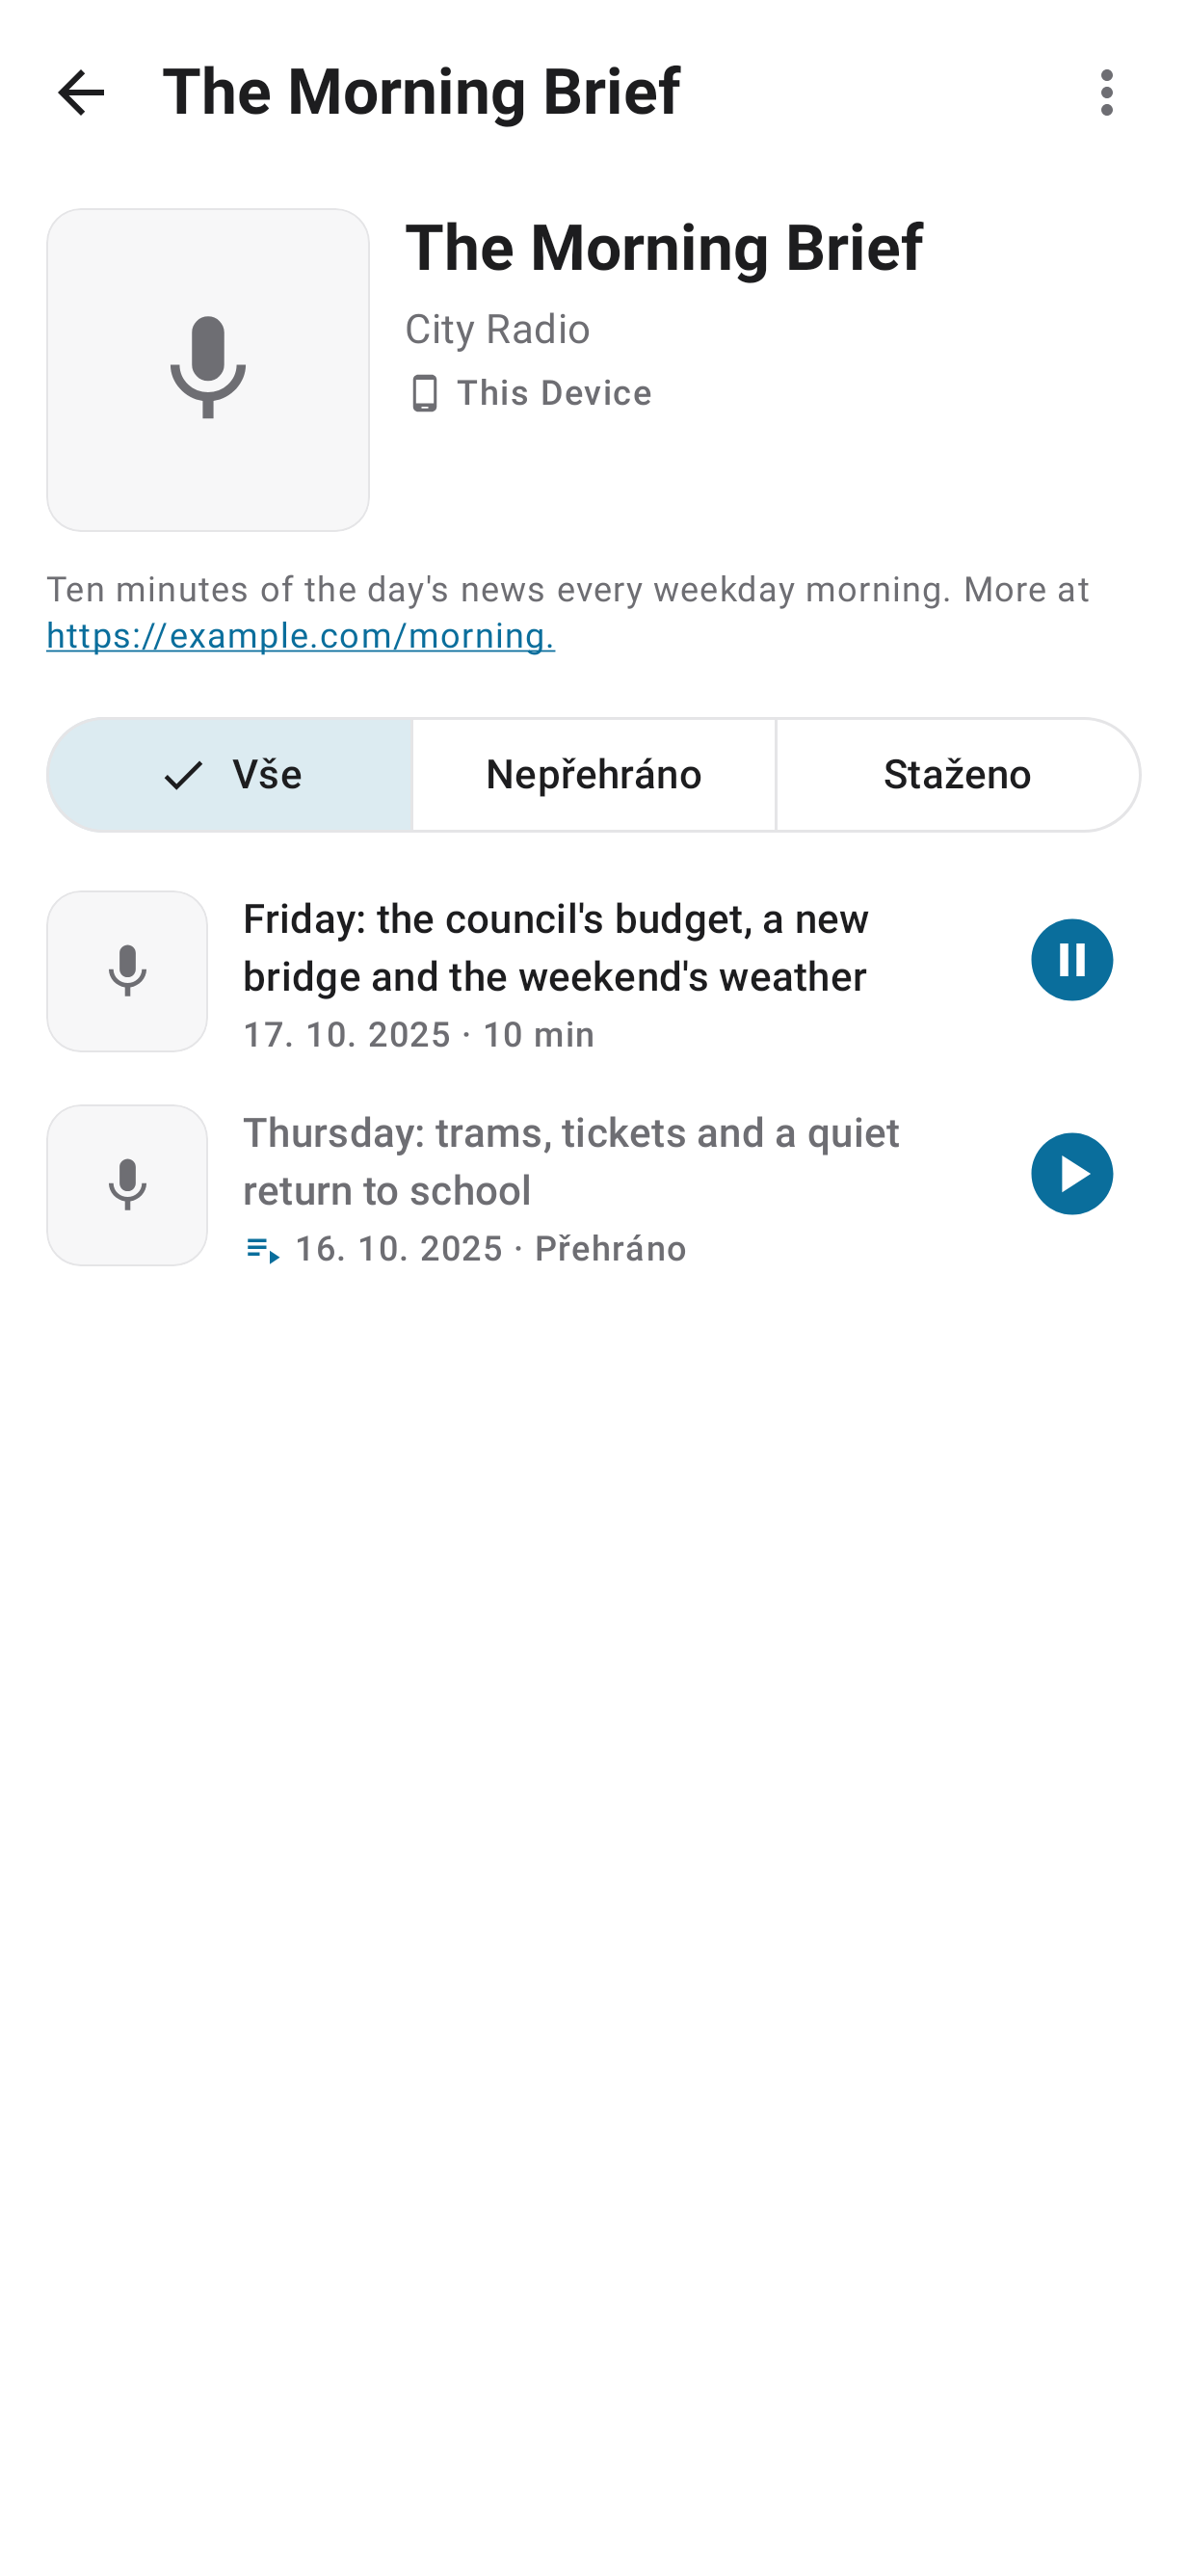 The Morning Brief
The Morning Brief
City Radio
This Device
Ten minutes of the day's news every weekday morning. More at
https://example.com/morning.
Vše
Nepřehráno
Staženo
Friday: the council's budget, a new
bridge and the weekend's weather
17. 10. 2025 · 10 min
Thursday: trams, tickets and a quiet
return to school
16. 10. 2025 · Přehráno